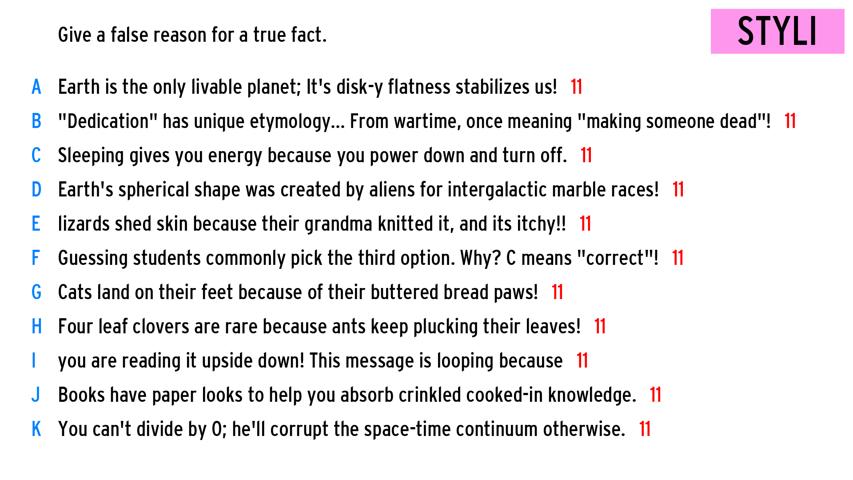 Give a false reason for a true fact.
STYLI
A Earth is the only livable planet; It's disk-y flatness stabilizes us! 11
B "Dedication" has unique etymology... From wartime, once meaning "making someone dead"! 11
C Sleeping gives you energy because you power down and turn off. 11
D Earth's spherical shape was created by aliens for intergalactic marble races! 11
E lizards shed skin because their grandma knitted it, and its itchy!! 11
F Guessing students commonly pick the third option. Why? C means "correct"! 11
G Cats land on their feet because of their buttered bread paws! 11
H Four leaf clovers are rare because ants keep plucking their leaves! 11
I you are reading it upside down! This message is looping because 11
J Books have paper looks to help you absorb crinkled cooked-in knowledge. 11
K You can't divide by 0; he'll corrupt the space-time continuum otherwise. 11